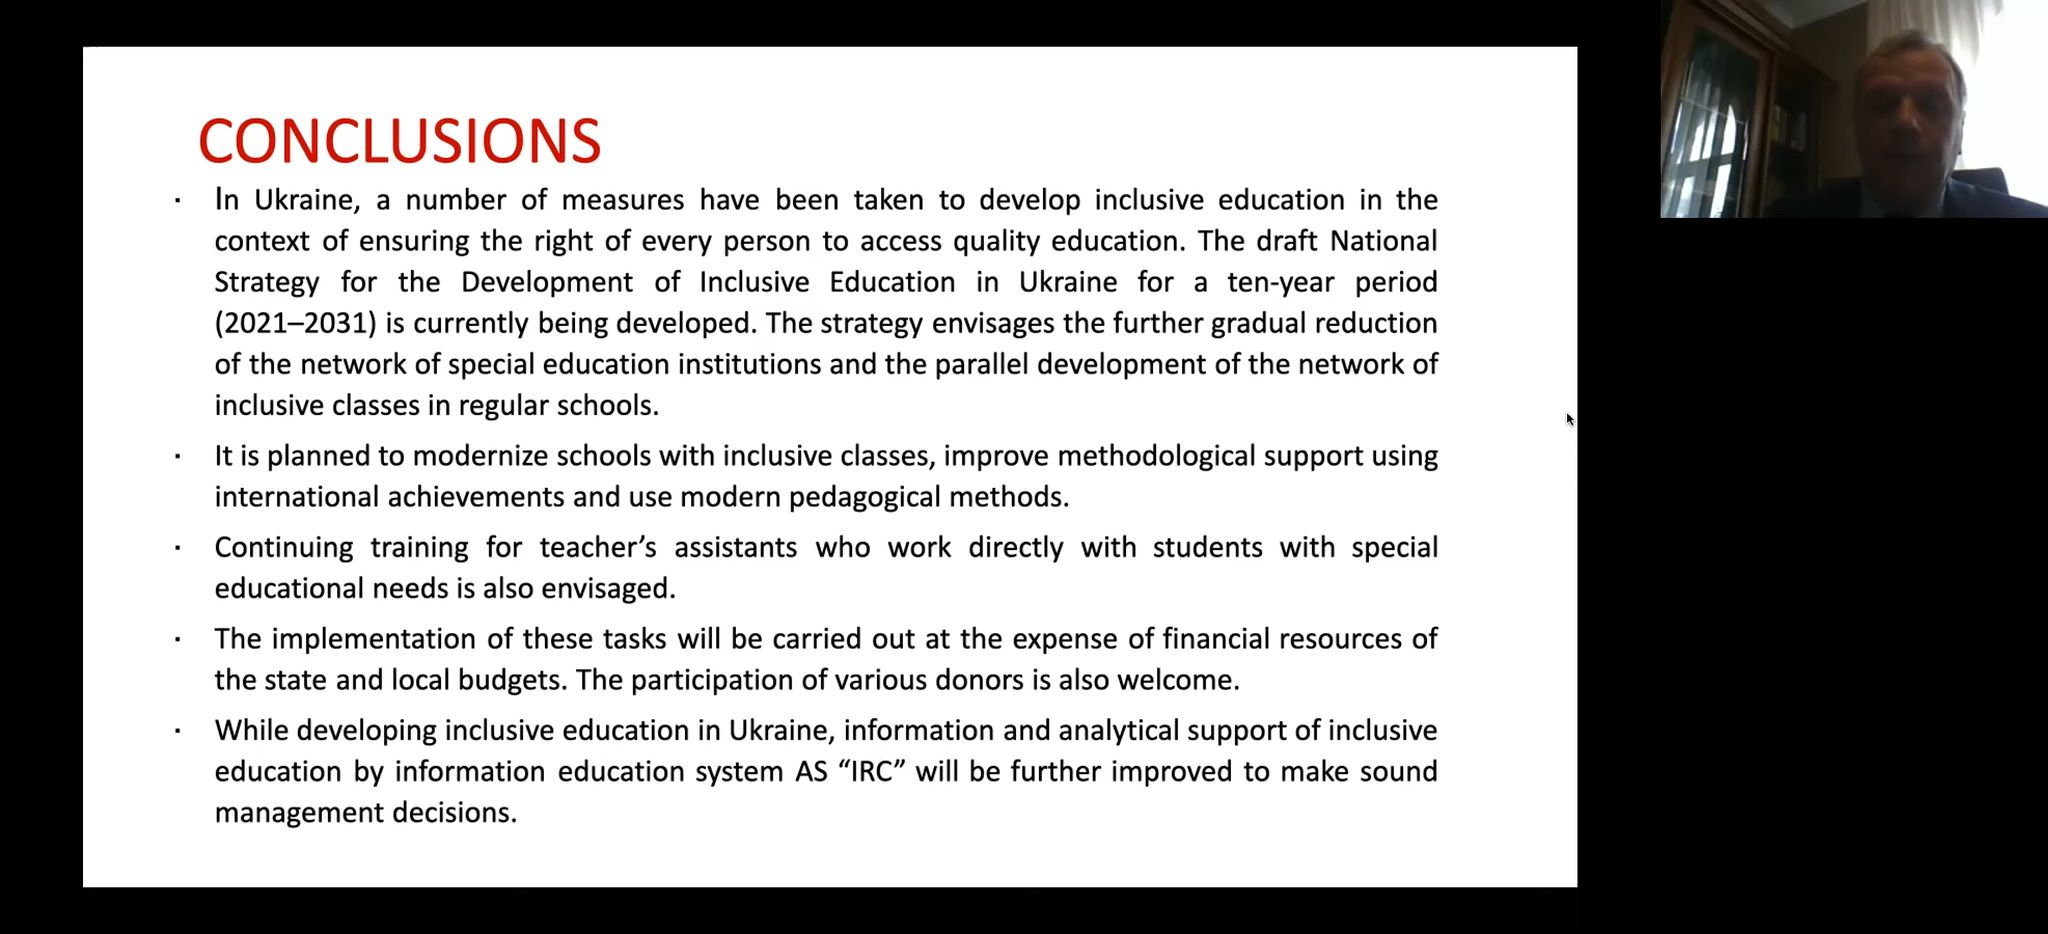 CONCLUSIONS
· In Ukraine, a number of measures have been taken to develop inclusive education in the
context of ensuring the right of every person to access quality education. The draft National
Strategy for the Development of Inclusive Education in Ukraine for a ten-year period
(2021–2031) is currently being developed. The strategy envisages the further gradual reduction
of the network of special education institutions and the parallel development of the network of
inclusive classes in regular schools.
· It is planned to modernize schools with inclusive classes, improve methodological support using
international achievements and use modern pedagogical methods.
· Continuing training for teacher’s assistants who work directly with students with special
educational needs is also envisaged.
· The implementation of these tasks will be carried out at the expense of financial resources of
the state and local budgets. The participation of various donors is also welcome.
· While developing inclusive education in Ukraine, information and analytical support of inclusive
education by information education system AS “IRC” will be further improved to make sound
management decisions.